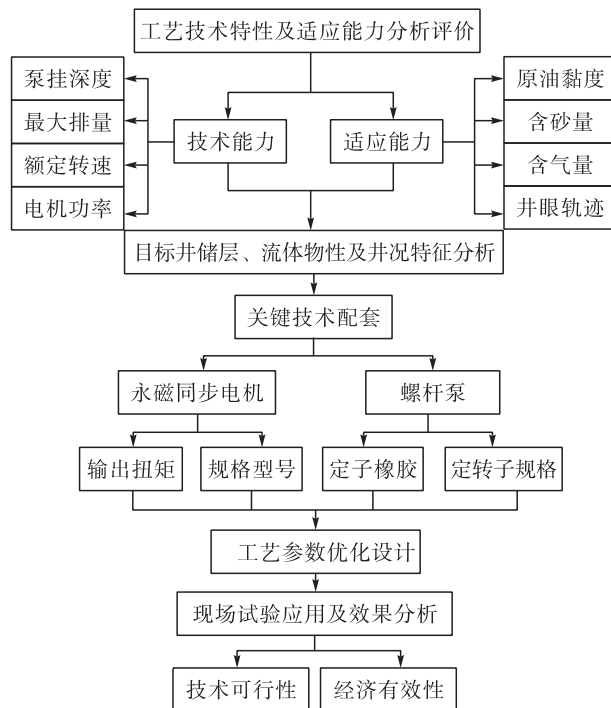 工艺技术特性及适应能力分析评价
泵挂深度
最大排量
额定转速
电机功率
技术能力
适应能力
原油黏度
含砂量
含气量
井眼轨迹
目标井储层、流体物性及井况特征分析
关键技术配套
永磁同步电机
螺杆泵
输出扭矩
规格型号
定子橡胶
定转子规格
工艺参数优化设计
现场试验应用及效果分析
技术可行性
经济有效性